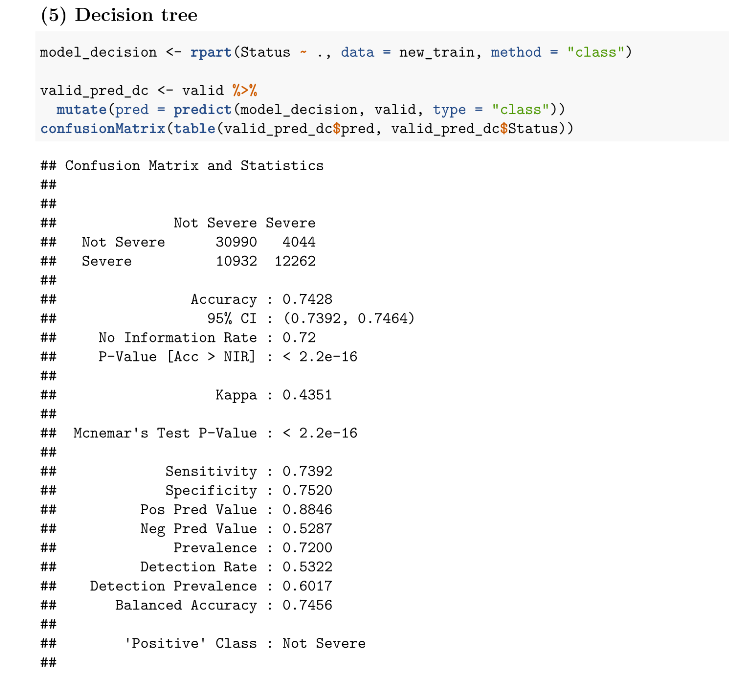 (5) Decision tree
model_decision <- rpart(Status ~ ., data = new_train, method = "class")
valid_pred_dc <- valid %>%
  mutate(pred = predict(model_decision, valid, type = "class"))
confusionMatrix(table(valid_pred_dc$pred, valid_pred_dc$Status))
## Confusion Matrix and Statistics
##
##
##              Not Severe Severe
##   Not Severe      30990   4044
##   Severe          10932  12262
##
##                Accuracy : 0.7428
##                  95% CI : (0.7392, 0.7464)
##     No Information Rate : 0.72
##     P-Value [Acc > NIR] : < 2.2e-16
##
##                   Kappa : 0.4351
##
##  Mcnemar's Test P-Value : < 2.2e-16
##
##             Sensitivity : 0.7392
##             Specificity : 0.7520
##          Pos Pred Value : 0.8846
##          Neg Pred Value : 0.5287
##              Prevalence : 0.7200
##          Detection Rate : 0.5322
##    Detection Prevalence : 0.6017
##       Balanced Accuracy : 0.7456
##
##        'Positive' Class : Not Severe
##